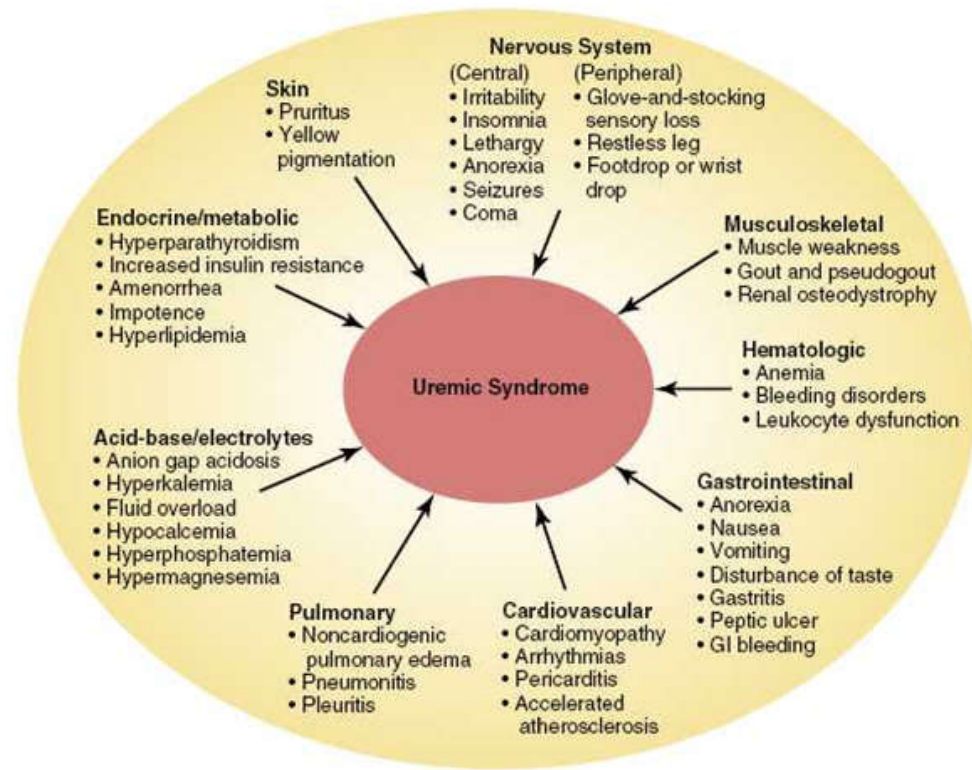 Nervous System
(Central)
• Irritability
• Insomnia
• Lethargy
• Anorexia
• Seizures
• Coma
(Peripheral)
• Glove-and-stocking
sensory loss
• Restless leg
• Footdrop or wrist
drop
Skin
• Pruritus
• Yellow
pigmentation
Endocrine/metabolic
• Hyperparathyroidism
• Increased insulin resistance
• Amenorrhea
• Impotence
• Hyperlipidemia
Musculoskeletal
• Muscle weakness
• Gout and pseudogout
• Renal osteodystrophy
Uremic Syndrome
Hematologic
• Anemia
• Bleeding disorders
• Leukocyte dysfunction
Acid-base/electrolytes
• Anion gap acidosis
• Hyperkalemia
• Fluid overload
• Hypocalcemia
• Hyperphosphatemia
• Hypermagnesemia
Gastrointestinal
• Anorexia
• Nausea
• Vomiting
• Disturbance of taste
• Gastritis
• Peptic ulcer
• GI bleeding
Pulmonary
• Noncardiogenic
pulmonary edema
• Pneumonitis
• Pleuritis
Cardiovascular
• Cardiomyopathy
• Arrhythmias
• Pericarditis
• Accelerated
atherosclerosis